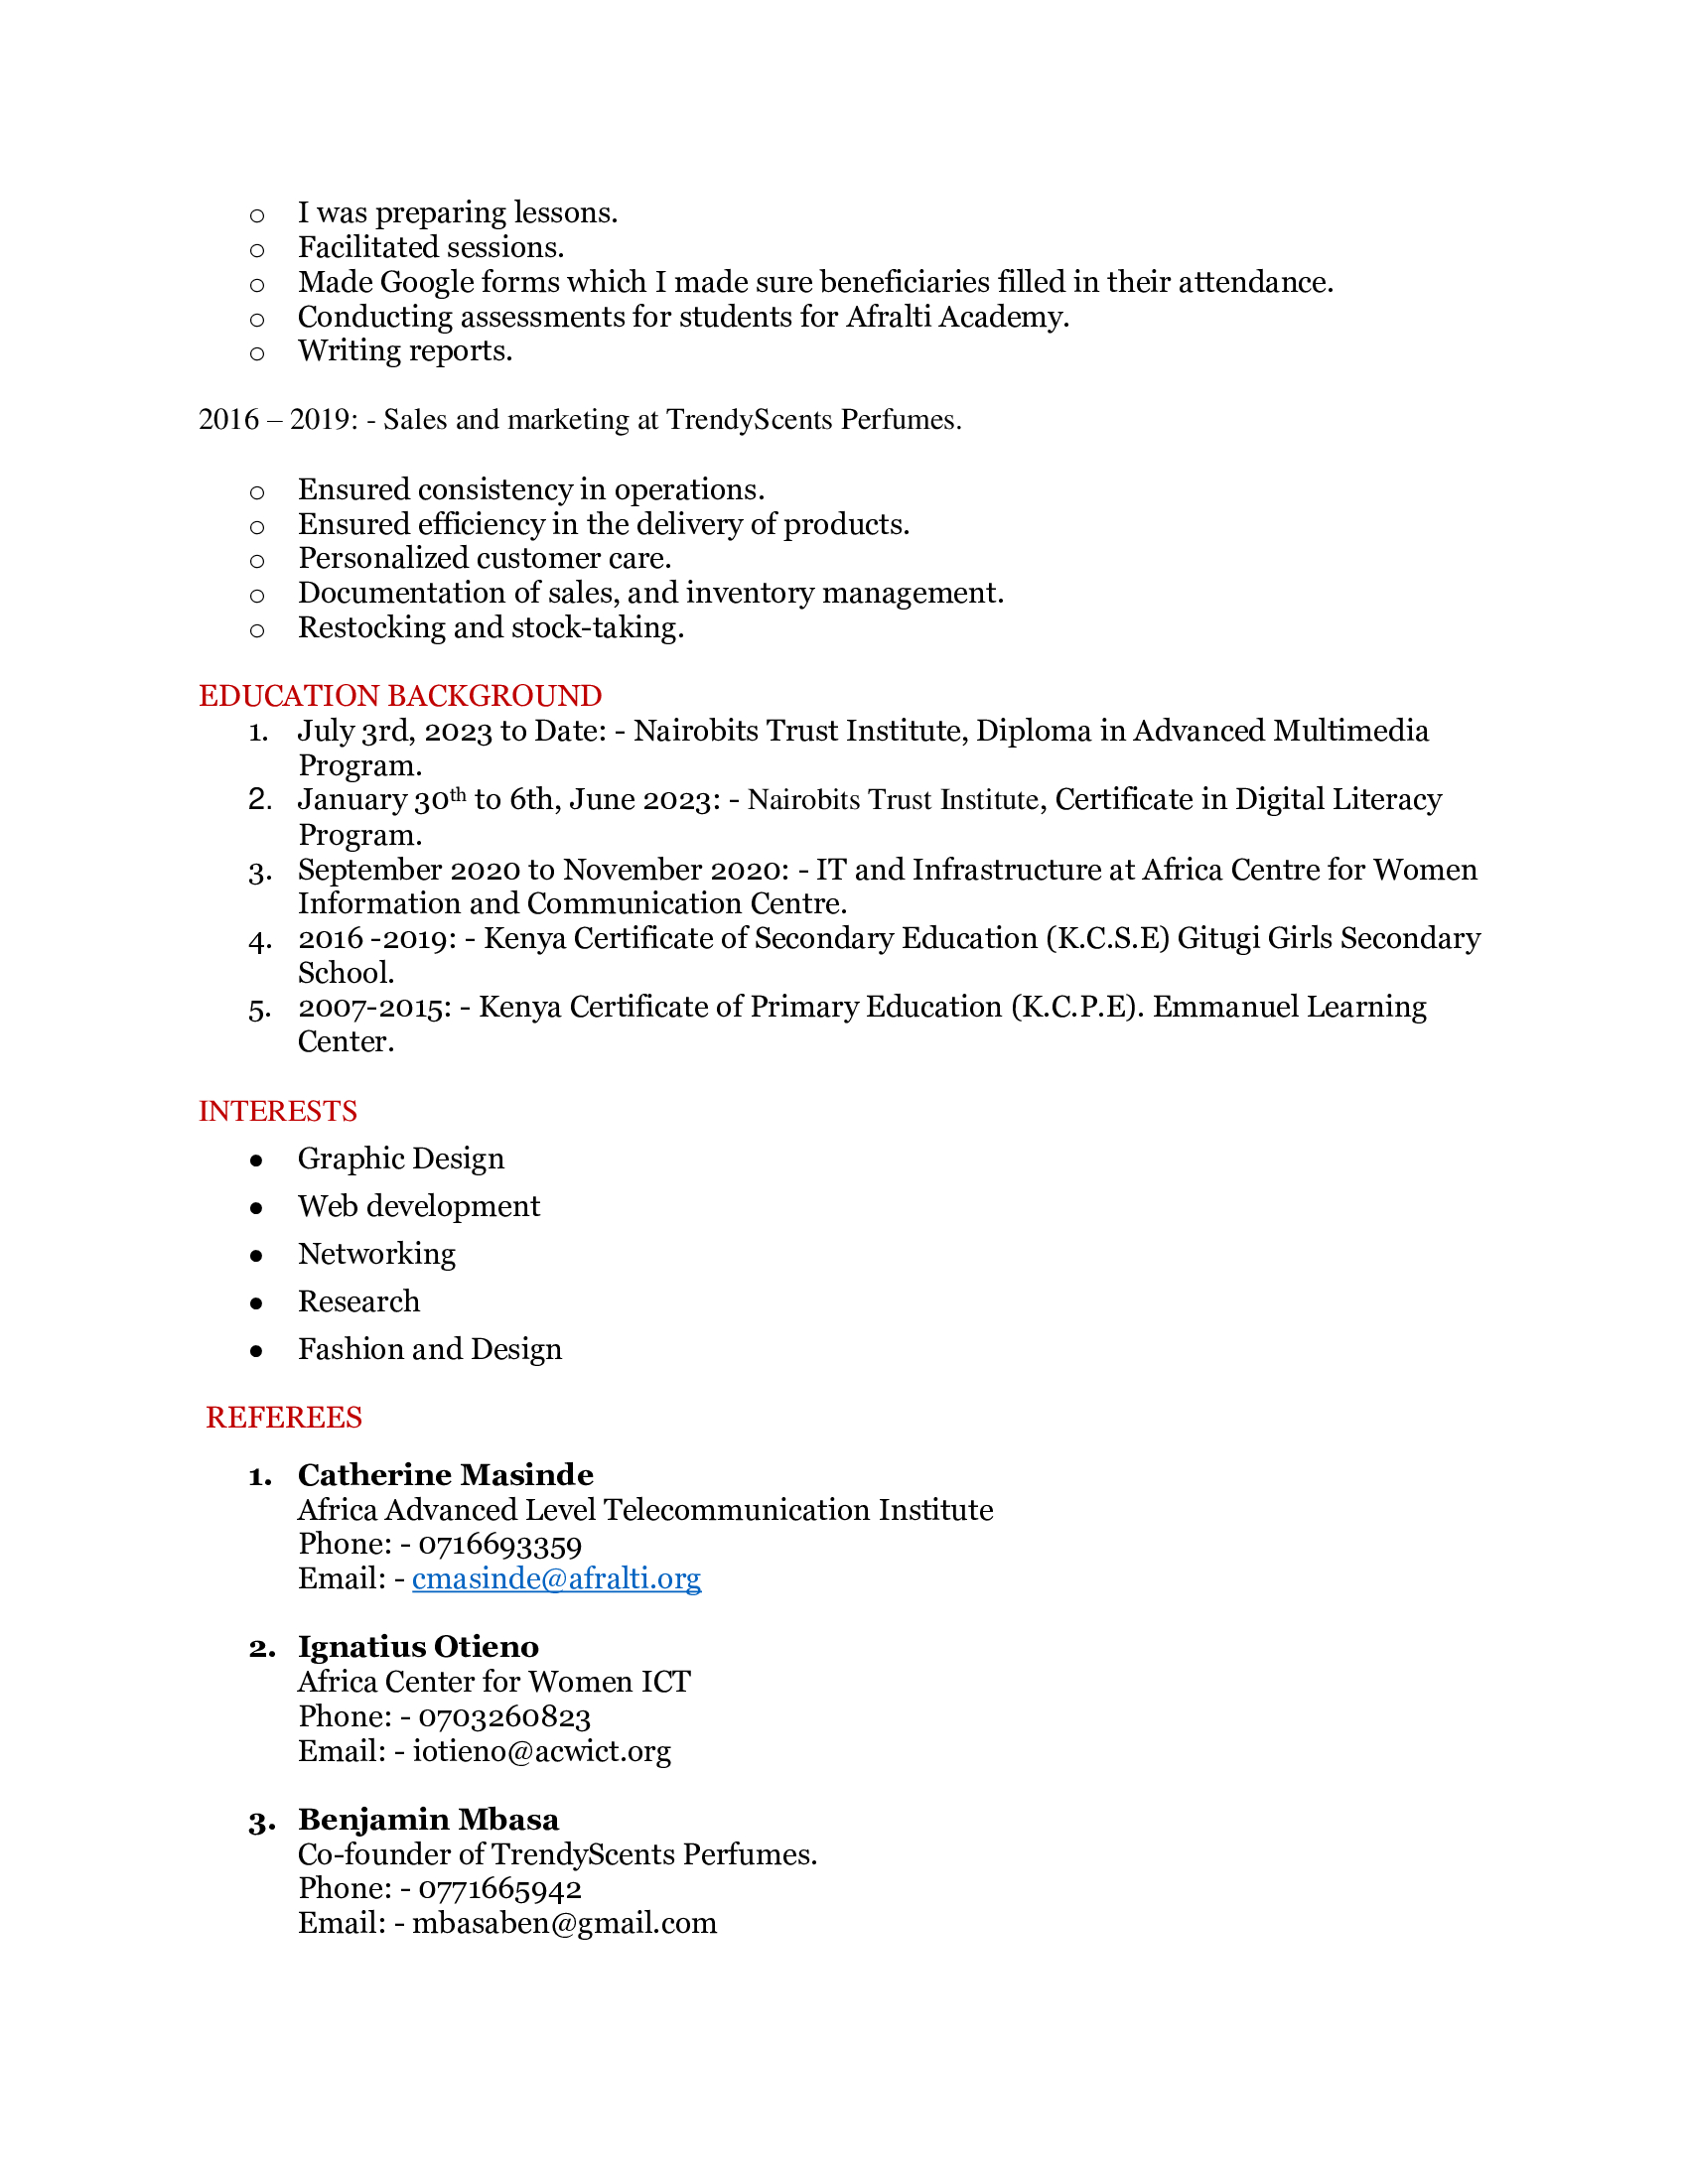 o I was preparing lessons.
o Facilitated sessions.
o Made Google forms which I made sure beneficiaries filled in their attendance.
o Conducting assessments for students for Afralti Academy.
o Writing reports.
2016 – 2019: - Sales and marketing at TrendyScents Perfumes.
o Ensured consistency in operations.
o Ensured efficiency in the delivery of products.
o Personalized customer care.
o Documentation of sales, and inventory management.
o Restocking and stock-taking.
EDUCATION BACKGROUND
1. July 3rd, 2023 to Date: - Nairobits Trust Institute, Diploma in Advanced Multimedia
Program.
2. January 30th to 6th, June 2023: - Nairobits Trust Institute, Certificate in Digital Literacy
Program.
3. September 2020 to November 2020: - IT and Infrastructure at Africa Centre for Women
Information and Communication Centre.
4. 2016 -2019: - Kenya Certificate of Secondary Education (K.C.S.E) Gitugi Girls Secondary
School.
5. 2007-2015: - Kenya Certificate of Primary Education (K.C.P.E). Emmanuel Learning
Center.
INTERESTS
• Graphic Design
• Web development
• Networking
• Research
• Fashion and Design
REFEREES
1. Catherine Masinde
Africa Advanced Level Telecommunication Institute
Phone: - 0716693359
Email: - cmasinde@afralti.org
2. Ignatius Otieno
Africa Center for Women ICT
Phone: - 0703260823
Email: - iotieno@acwict.org
3. Benjamin Mbasa
Co-founder of TrendyScents Perfumes.
Phone: - 0771665942
Email: - mbasaben@gmail.com